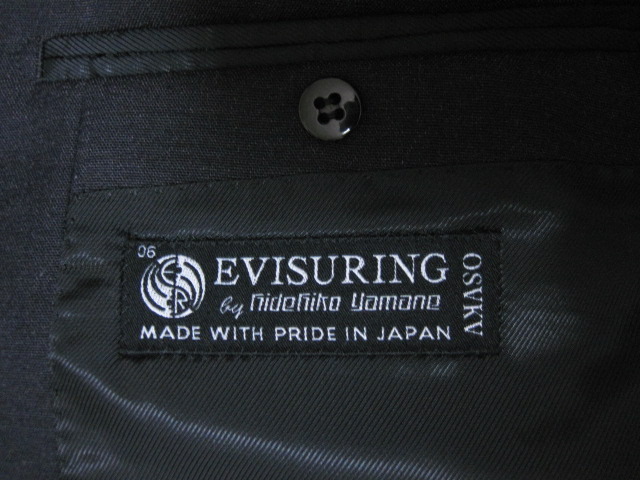 06
EVISURING
by hidehiko yamane
MADE WITH PRIDE IN JAPAN
OSAKA